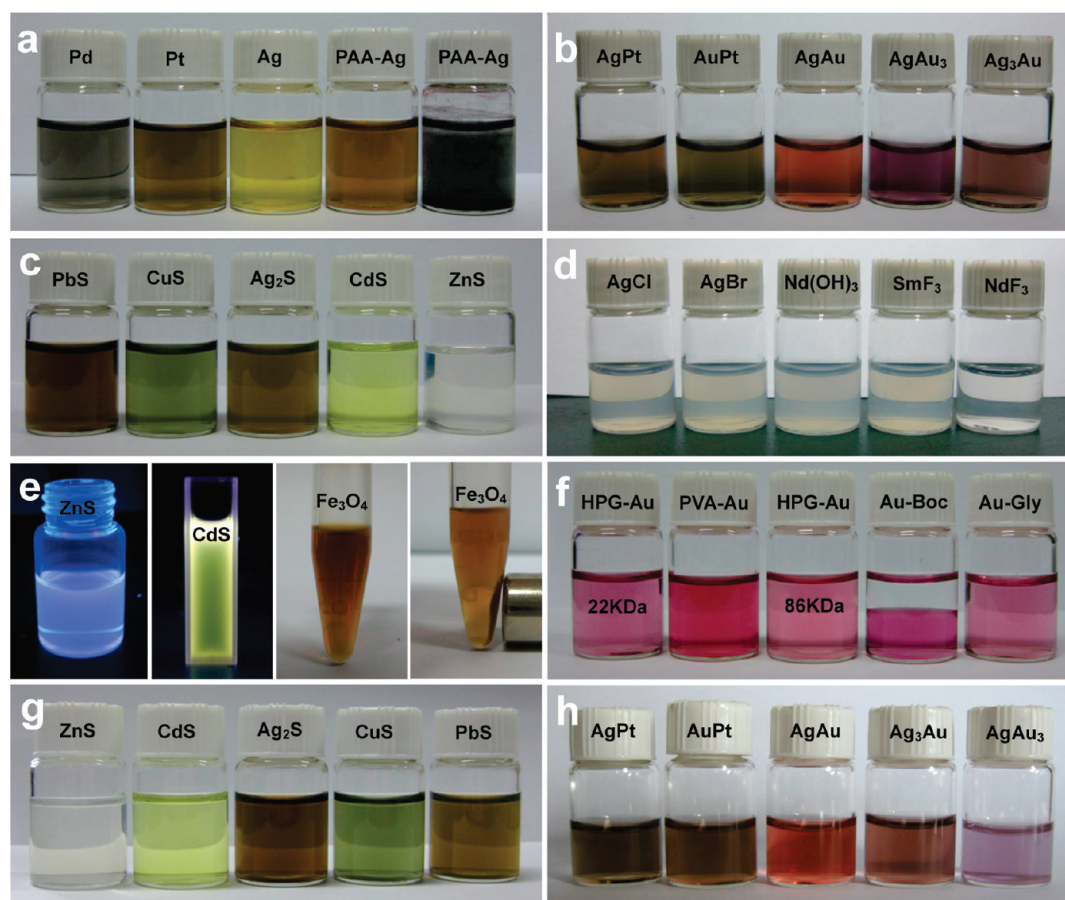 a
Pd Pt Ag PAA-Ag PAA-Ag
b
AgPt AuPt AgAu AgAu₃ Ag₃Au
c
PbS CuS Ag₂S CdS ZnS
d
AgCl AgBr Nd(OH)₃ SmF₃ NdF₃
e
ZnS CdS Fe₃O₄ Fe₃O₄
f
HPG-Au PVA-Au HPG-Au Au-Boc Au-Gly
22KDa 86KDa
g
ZnS CdS Ag₂S CuS PbS
h
AgPt AuPt AgAu Ag₃Au AgAu₃